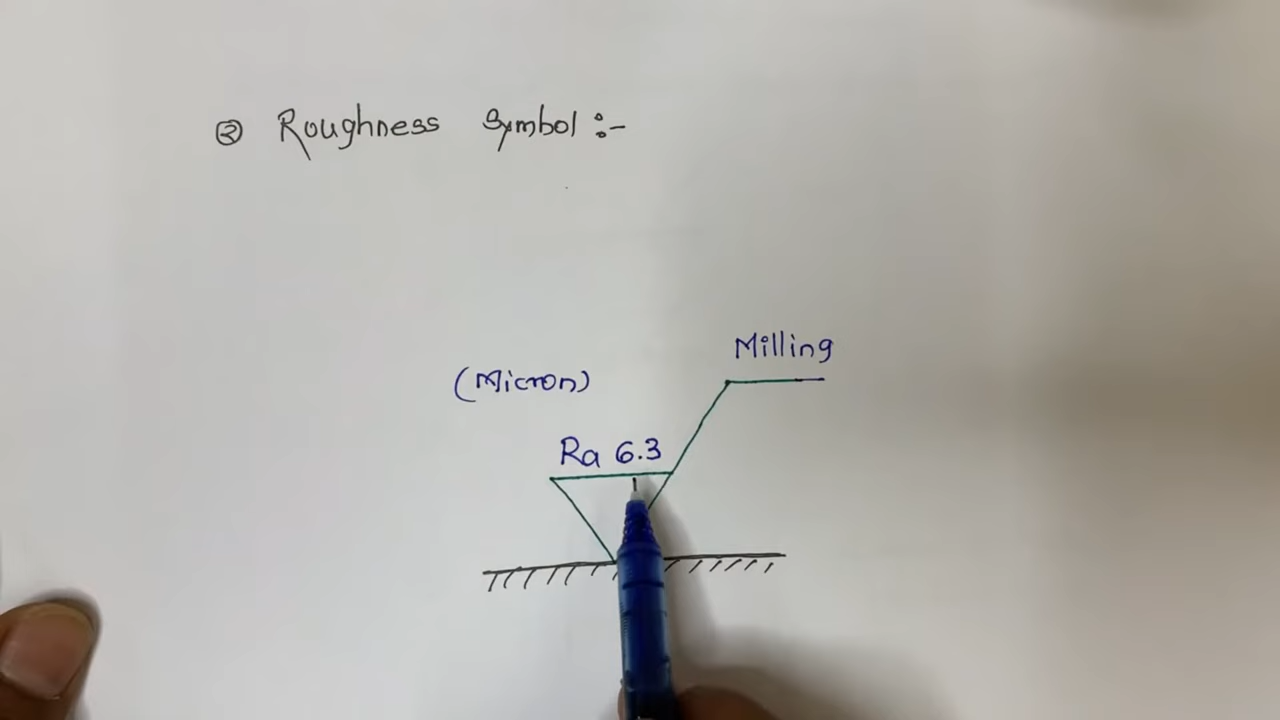 ② Roughness Symbol :-
Milling
(Micron)
Ra 6.3